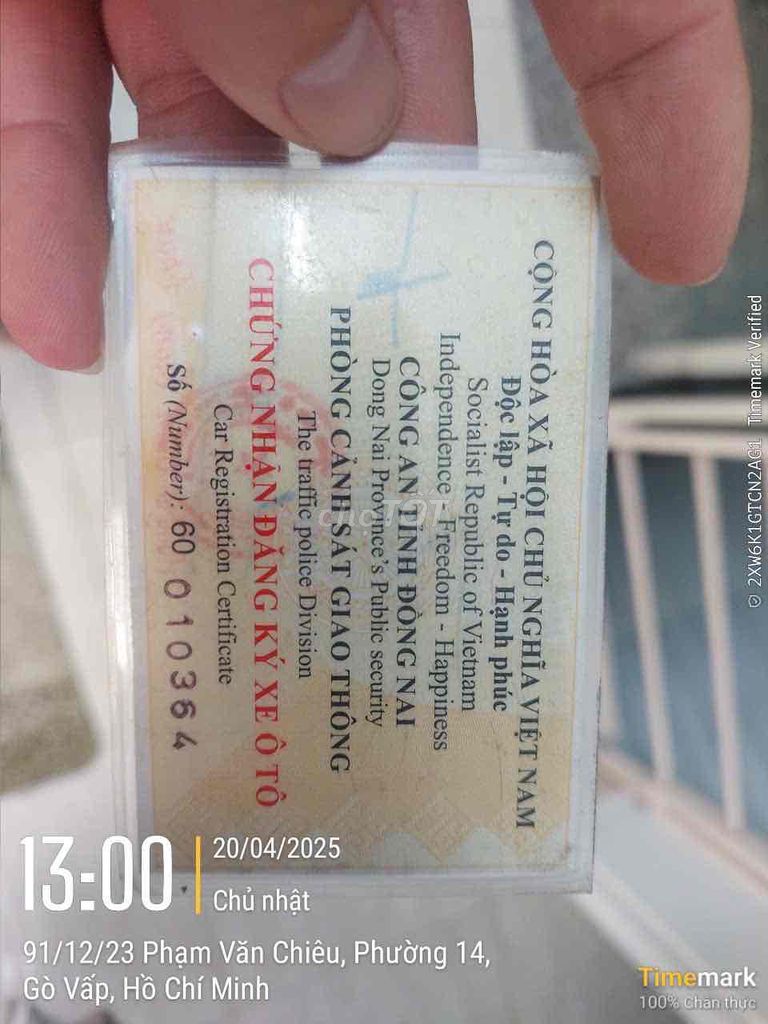 CỘNG HÒA XÃ HỘI CHỦ NGHĨA VIỆT NAM
Độc lập - Tự do - Hạnh phúc
Socialist Republic of Vietnam
Independence - Freedom - Happiness
CÔNG AN TỈNH ĐỒNG NAI
Dong Nai Province's Public security
PHÒNG CẢNH SÁT GIAO THÔNG
The traffic police Division
CHỨNG NHẬN ĐĂNG KÝ XE Ô TÔ
Car Registration Certificate
Số (Number): 60 010364
choTỐT
13:00
20/04/2025
Chủ nhật
91/12/23 Phạm Văn Chiêu, Phường 14,
Gò Vấp, Hồ Chí Minh
Timemark
100% Chân thực
2XW6K1GTCN2AG1 Timemark Verified